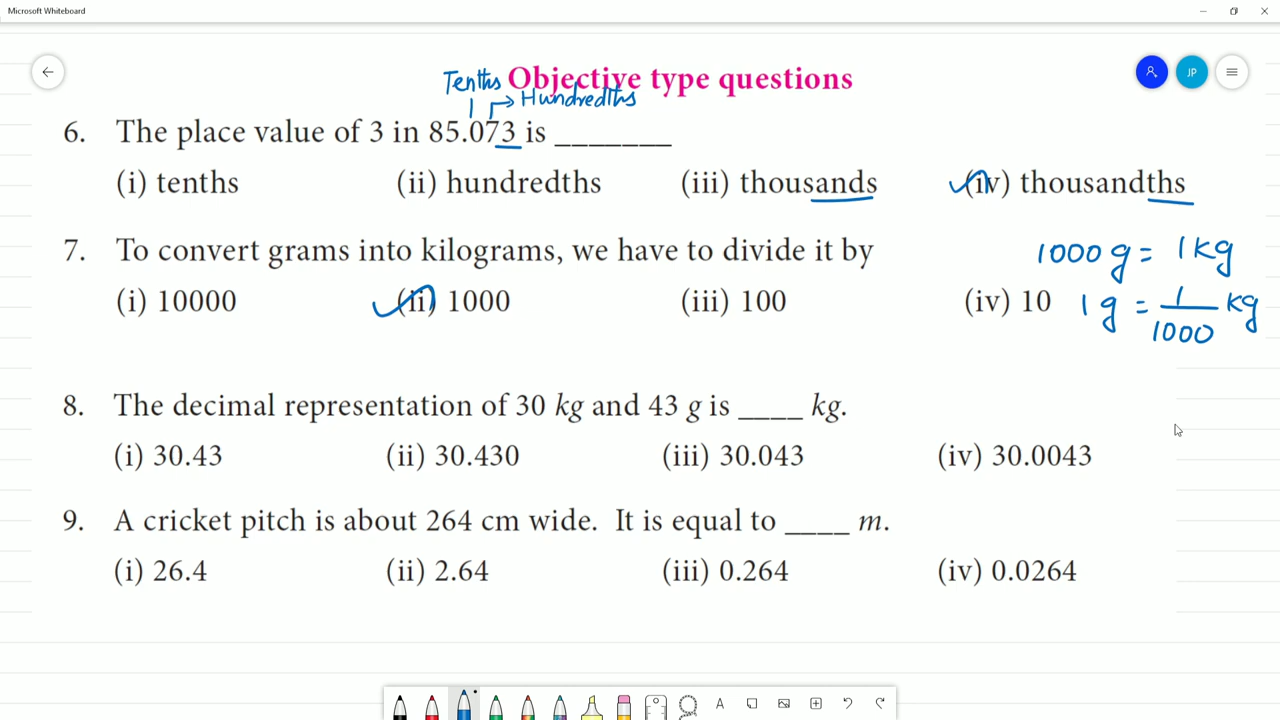 Microsoft Whiteboard
JP
Tenths Objective type questions
Hundredths
6. The place value of 3 in 85.073 is _______
(i) tenths (ii) hundredths (iii) thousands (iv) thousandths
7. To convert grams into kilograms, we have to divide it by
1000 g = 1 kg
(i) 10000 (ii) 1000 (iii) 100 (iv) 10
1 g = 1/1000 kg
8. The decimal representation of 30 kg and 43 g is ____ kg.
(i) 30.43 (ii) 30.430 (iii) 30.043 (iv) 30.0043
9. A cricket pitch is about 264 cm wide. It is equal to ____ m.
(i) 26.4 (ii) 2.64 (iii) 0.264 (iv) 0.0264
A